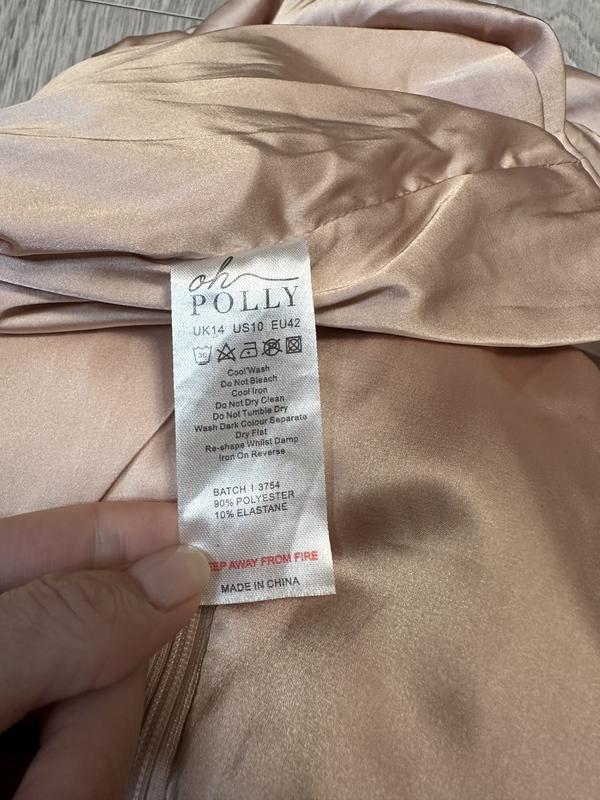 oh
POLLY
UK14 US10 EU42
30
Cool Wash
Do Not Bleach
Cool Iron
Do Not Dry Clean
Do Not Tumble Dry
Wash Dark Colour Separate
Dry Flat
Re-shape Whilst Damp
Iron On Reverse
BATCH | 3754
90% POLYESTER
10% ELASTANE
EEP AWAY FROM FIRE
MADE IN CHINA